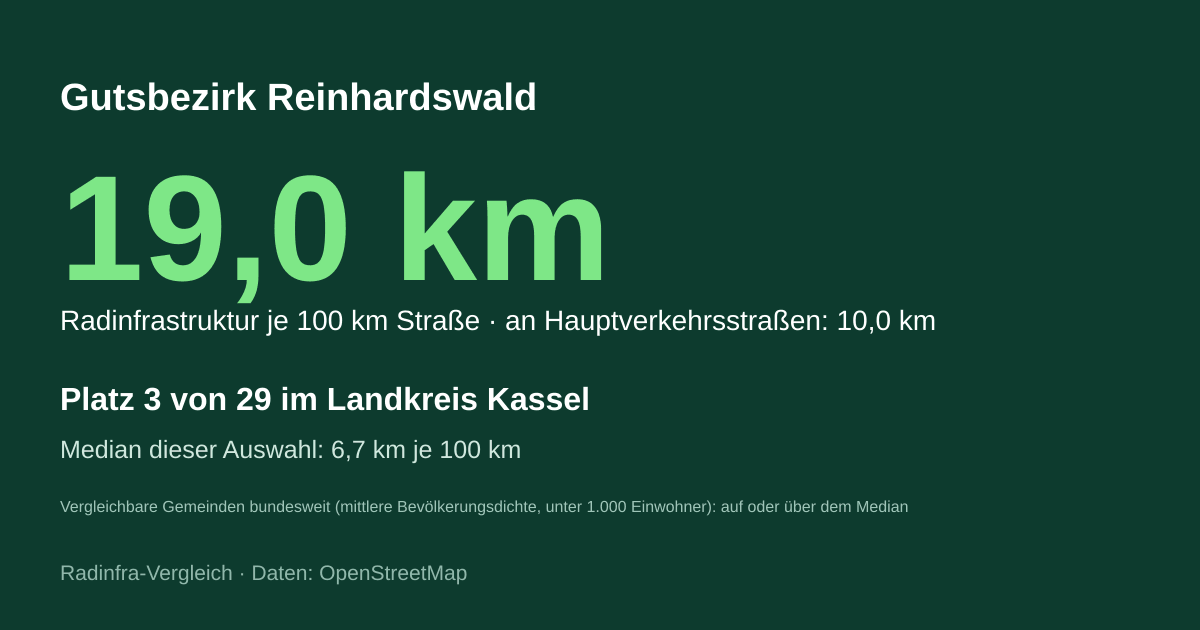 Gutsbezirk Reinhardswald
19,0 km
Radinfrastruktur je 100 km Straße · an Hauptverkehrsstraßen: 10,0 km
Platz 3 von 29 im Landkreis Kassel
Median dieser Auswahl: 6,7 km je 100 km
Vergleichbare Gemeinden bundesweit (mittlere Bevölkerungsdichte, unter 1.000 Einwohner): auf oder über dem Median
Radinfra-Vergleich · Daten: OpenStreetMap